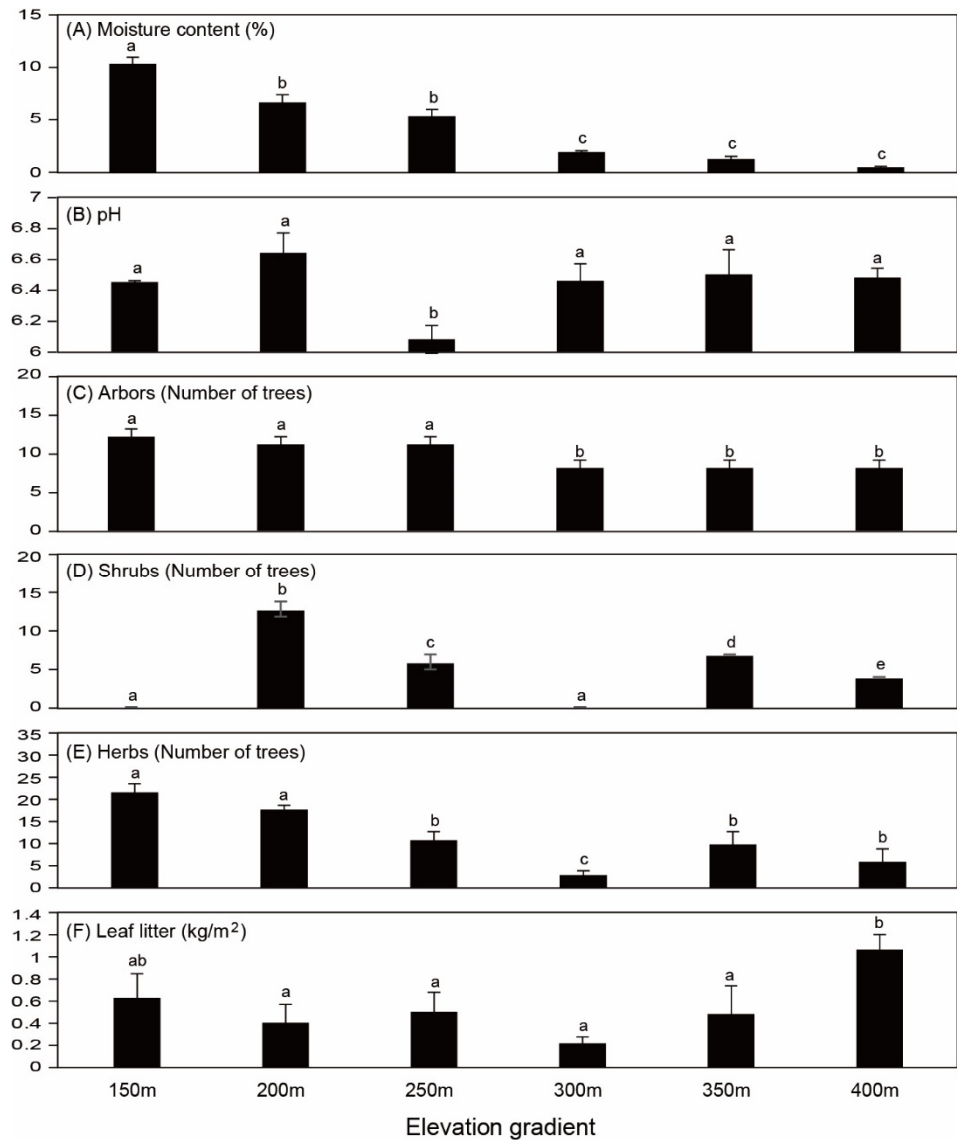 (A) Moisture content (%)
15
10
5
0
a
b
b
c
c
c
(B) pH
7
6.8
6.6
6.4
6.2
6
a
a
b
a
a
a
(C) Arbors (Number of trees)
20
15
10
5
0
a
a
a
b
b
b
(D) Shrubs (Number of trees)
20
15
10
5
0
a
b
c
a
d
e
(E) Herbs (Number of trees)
35
30
25
20
15
10
5
0
a
a
b
c
b
b
(F) Leaf litter (kg/m²)
1.4
1.2
1
0.8
0.6
0.4
0.2
0
ab
a
a
a
a
b
150m 200m 250m 300m 350m 400m
Elevation gradient